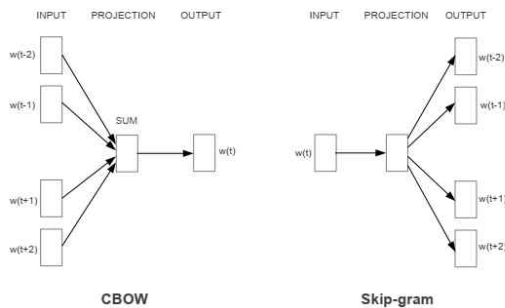 INPUT PROJECTION OUTPUT
w(t-2)
w(t-1)
SUM
w(t)
w(t+1)
w(t+2)
CBOW
INPUT PROJECTION OUTPUT
w(t-2)
w(t-1)
w(t)
w(t+1)
w(t+2)
Skip-gram